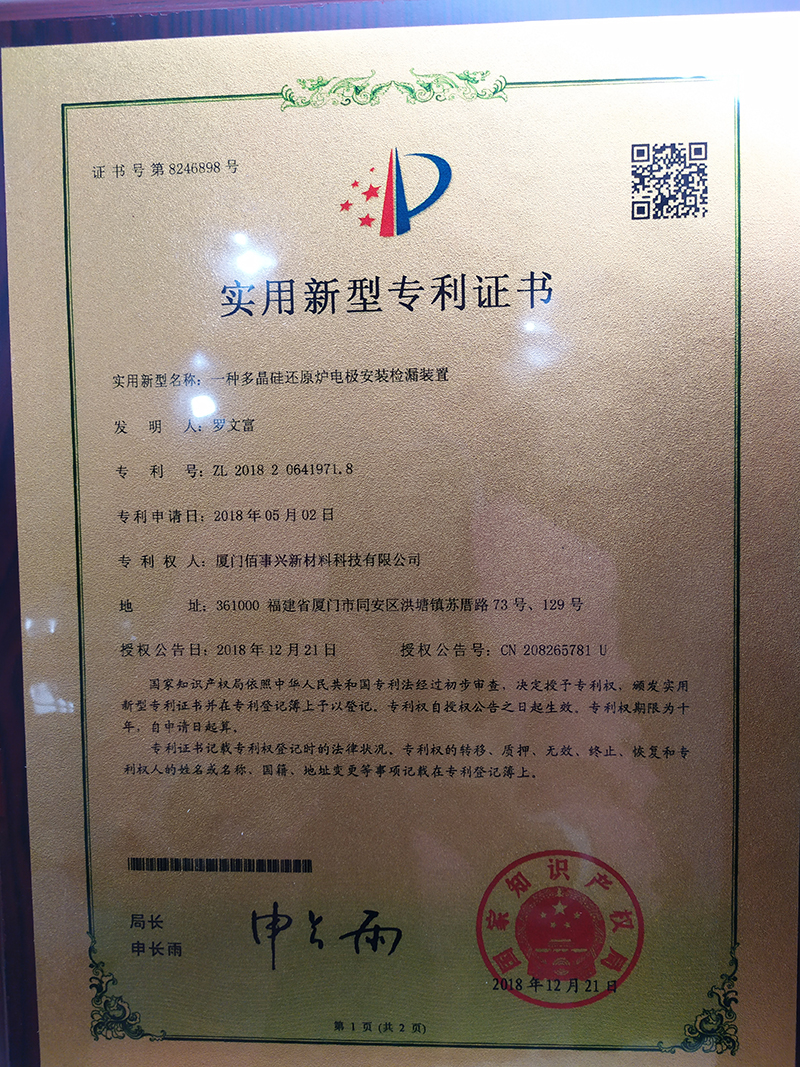 证书号第8246898号
实用新型专利证书
实用新型名称：一种多晶硅还原炉电极安装检漏装置
发明人：罗文富
专利号：ZL 2018 2 0641971.8
专利申请日：2018年05月02日
专利权人：厦门佰事兴新材料科技有限公司
地址：361000 福建省厦门市同安区洪塘镇苏厝路73号、129号
授权公告日：2018年12月21日 授权公告号：CN 208265781 U
国家知识产权局依照中华人民共和国专利法经过初步审查，决定授予专利权，颁发实用
新型专利证书并在专利登记簿上予以登记。专利权自授权公告之日起生效。专利权期限为十
年，自申请日起算。
专利证书记载专利权登记时的法律状况。专利权的转移、质押、无效、终止、恢复和专
利权人的姓名或名称、国籍、地址变更等事项记载在专利登记簿上。
局长
申长雨
申长雨
国家知识产权局
2018年12月21日
第 1 页 (共 2 页)